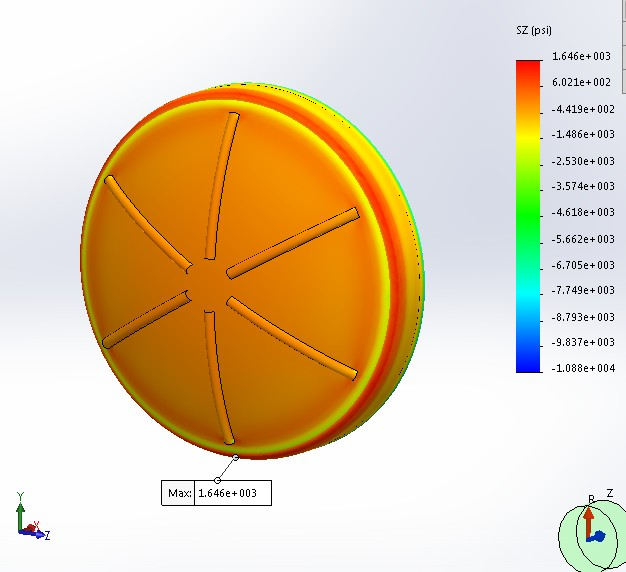 SZ (psi)
1.646e+003
6.021e+002
-4.419e+002
-1.486e+003
-2.530e+003
-3.574e+003
-4.618e+003
-5.662e+003
-6.705e+003
-7.749e+003
-8.793e+003
-9.837e+003
-1.088e+004
Max: 1.646e+003
Y
X
Z
R
Z